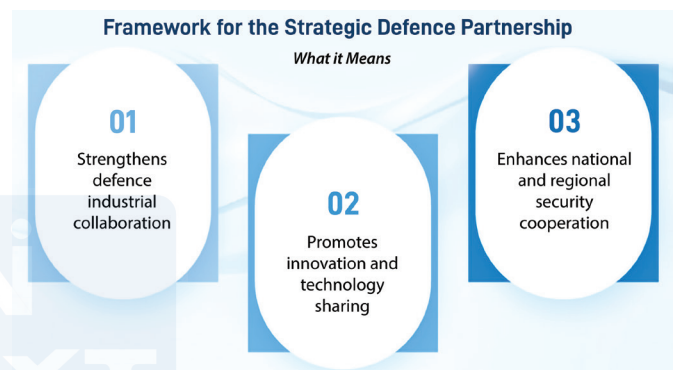 Framework for the Strategic Defence Partnership
What it Means
01
Strengthens
defence
industrial
collaboration
02
Promotes
innovation and
technology
sharing
03
Enhances national
and regional
security
cooperation